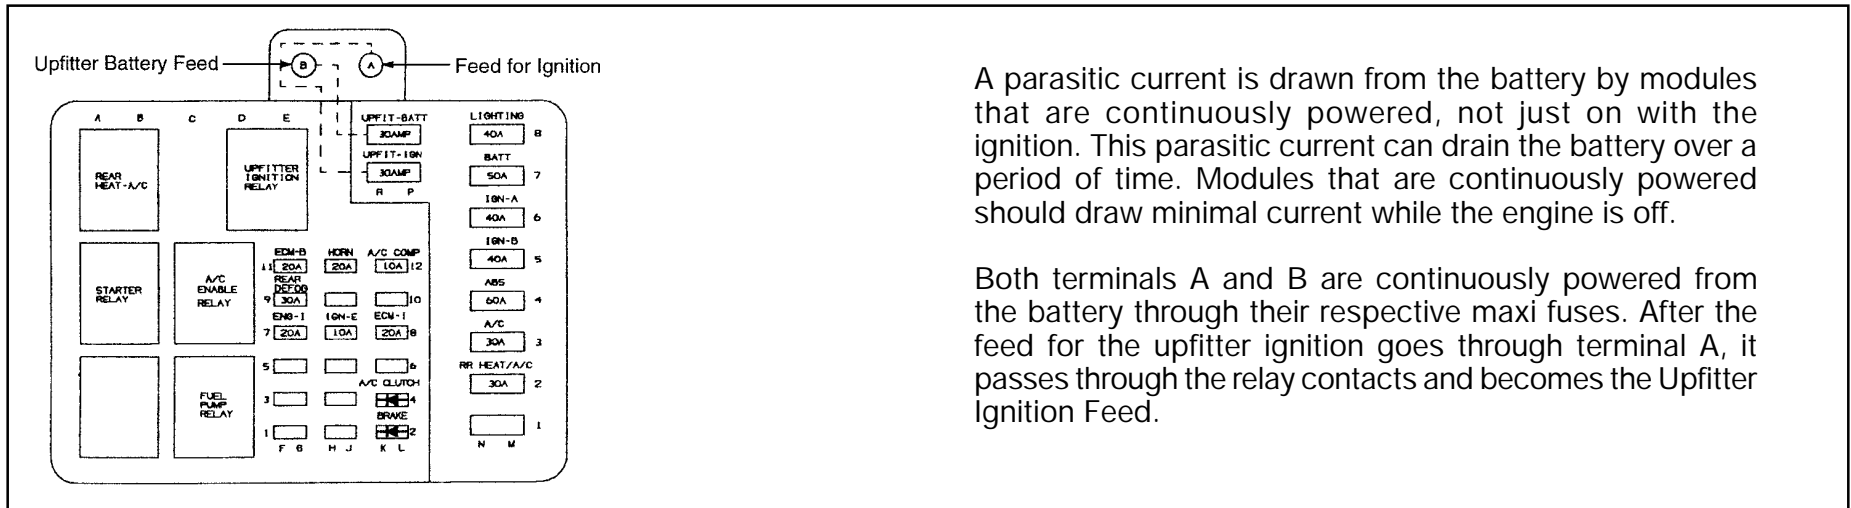 Upfitter Battery Feed
B
A
Feed for Ignition
A B C D E
UPFIT-BATT
30AMP
UPFIT-IGN
30AMP
R P
LIGHTING
40A 8
BATT
50A 7
IGN-A
40A 6
IGN-B
40A 5
ABS
60A 4
A/C
30A 3
RR HEAT/A/C
30A 2
1
N M
REAR
HEAT-A/C
UPFITTER
IGNITION
RELAY
STARTER
RELAY
A/C
ENABLE
RELAY
FUEL
PUMP
RELAY
ECM-B HORN A/C COMP
11 20A 20A 10A 12
REAR
DEFOG
9 30A 10
ENG-I IGN-E ECM-I
7 20A 10A 20A 8
5 6
A/C CLUTCH
3 4
BRAKE
1 2
F G H J K L
A parasitic current is drawn from the battery by modules
that are continuously powered, not just on with the
ignition. This parasitic current can drain the battery over a
period of time. Modules that are continuously powered
should draw minimal current while the engine is off.
Both terminals A and B are continuously powered from
the battery through their respective maxi fuses. After the
feed for the upfitter ignition goes through terminal A, it
passes through the relay contacts and becomes the Upfitter
Ignition Feed.